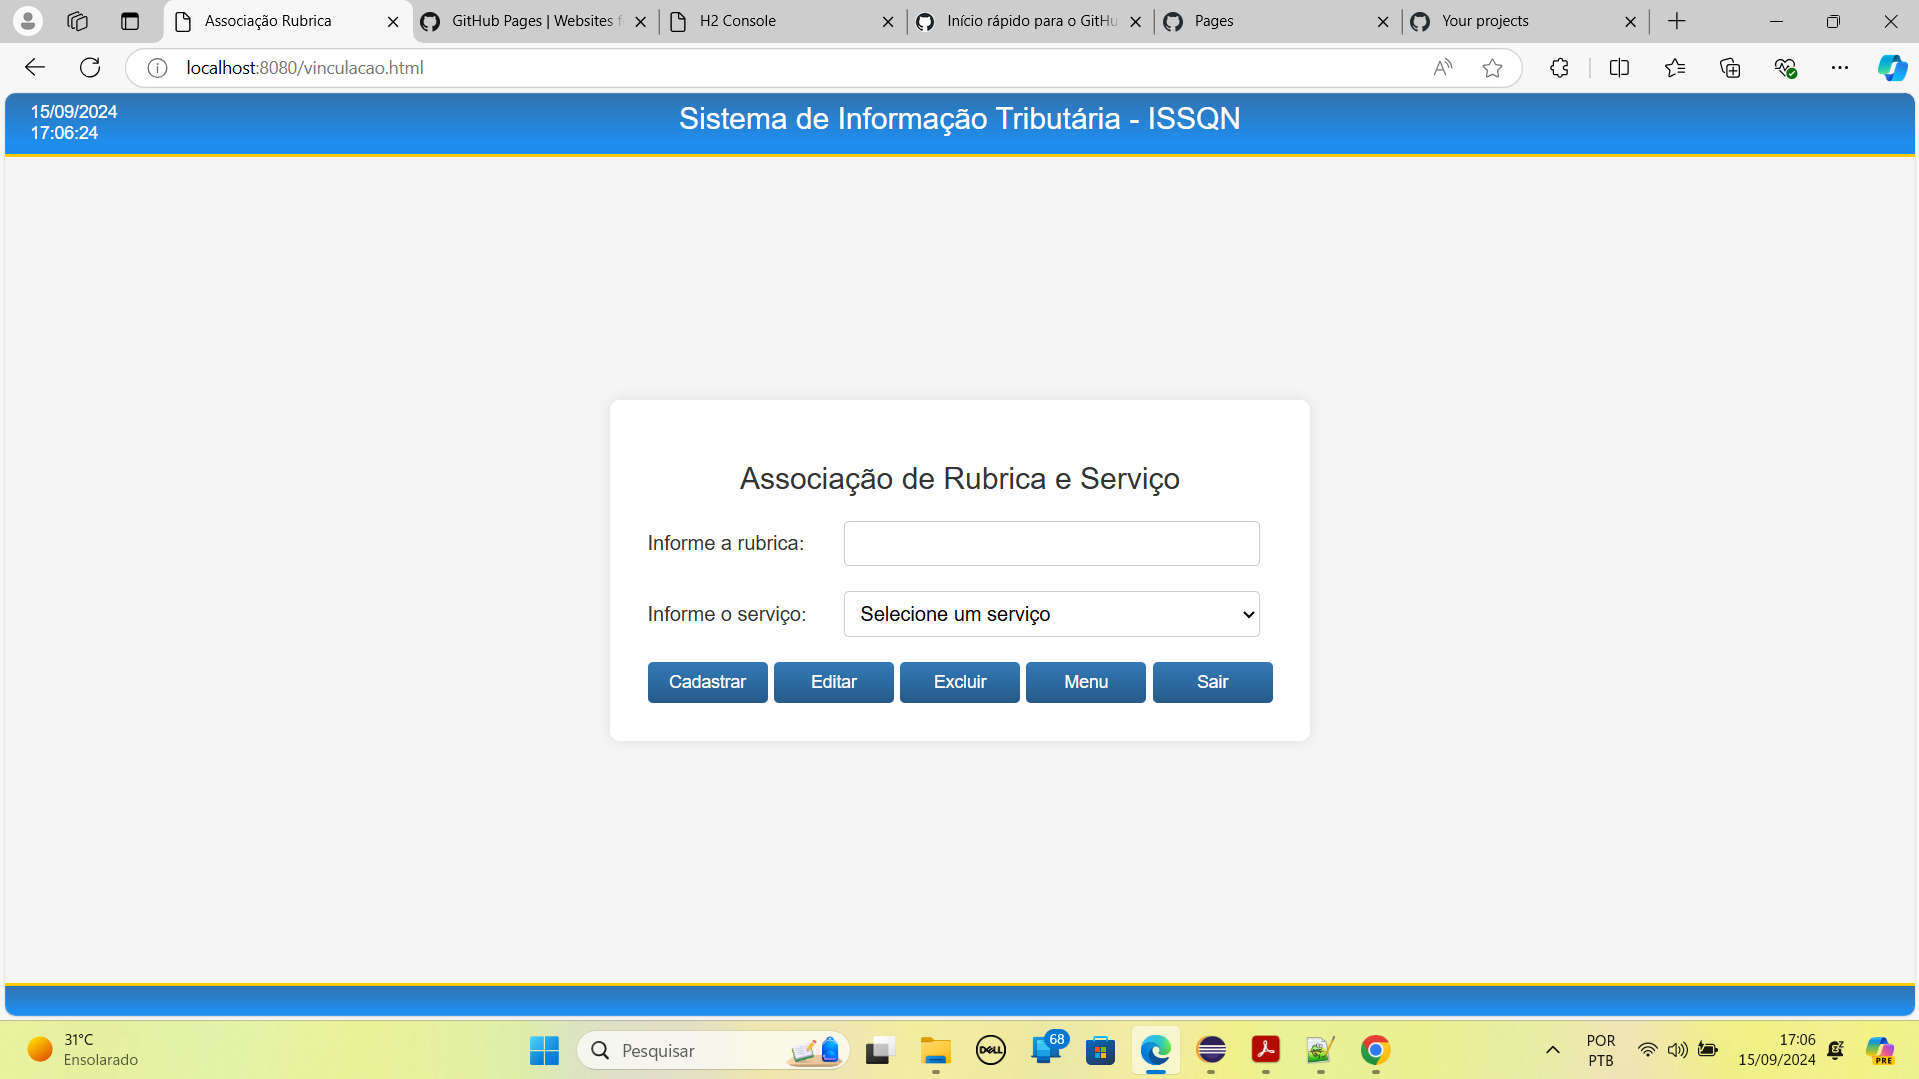 Associação Rubrica
GitHub Pages | Websites f
H2 Console
Início rápido para o GitHu
Pages
Your projects
localhost:8080/vinculacao.html
15/09/2024
17:06:24
Sistema de Informação Tributária - ISSQN
Associação de Rubrica e Serviço
Informe a rubrica:
Informe o serviço:
Selecione um serviço
Cadastrar
Editar
Excluir
Menu
Sair
31°C
Ensolarado
Pesquisar
DELL
68
POR
PTB
17:06
15/09/2024
PRE